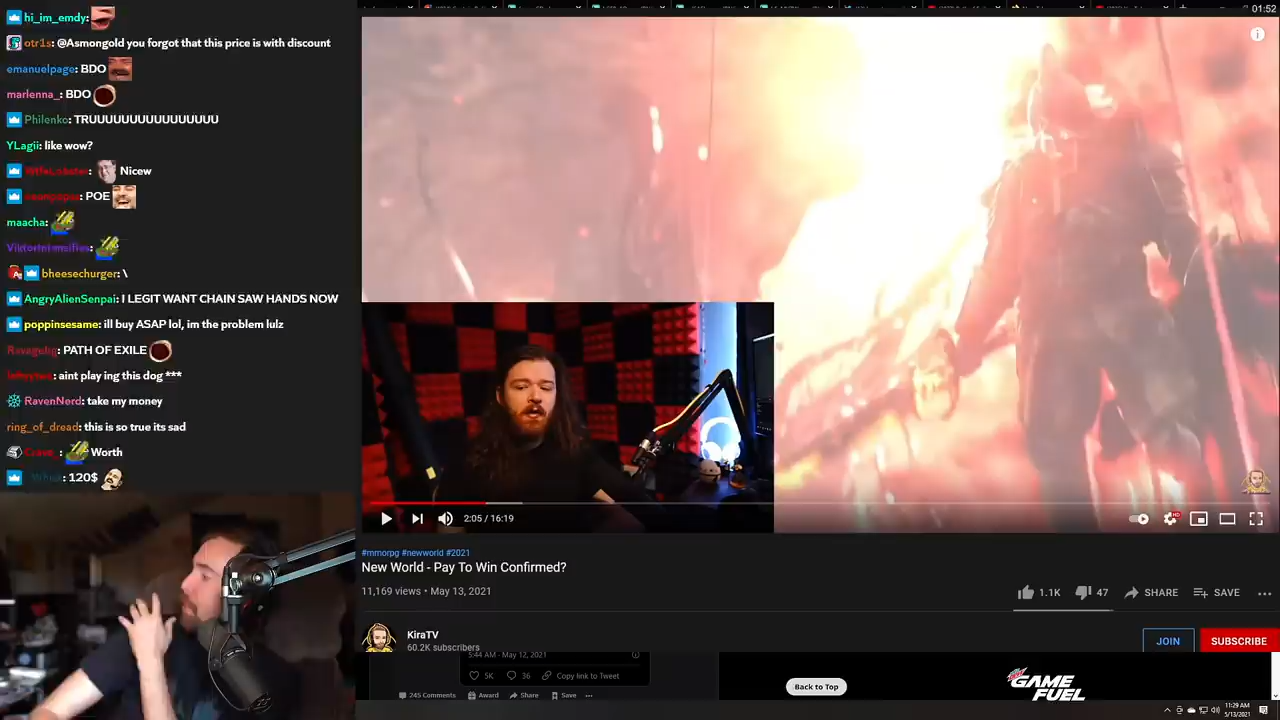 hi_im_emdy:
otr1s: @Asmongold you forgot that this price is with discount
emanuelpage: BDO
marlenna_: BDO
Philenko: TRUUUUUUUUUUUUUUUU
YLagii: like wow?
Nicew
POE
maacha:
bheesechurger: \
AngryAlienSenpai: I LEGIT WANT CHAIN SAW HANDS NOW
poppinsesame: ill buy ASAP lol, im the problem lulz
PATH OF EXILE
aint play ing this dog ***
RavenNerd: take my money
ring_of_dread: this is so true its sad
Worth
120$
01:52
2:05 / 16:19
HD
#mmorpg #newworld #2021
New World - Pay To Win Confirmed?
11,169 views • May 13, 2021
1.1K
47
SHARE
SAVE
KiraTV
60.2K subscribers
JOIN
SUBSCRIBE
5:44 AM - May 12, 2021
5K
36
Copy link to Tweet
245 Comments
Award
Share
Save
Back to Top
GAME FUEL
11:29 AM
5/13/2021